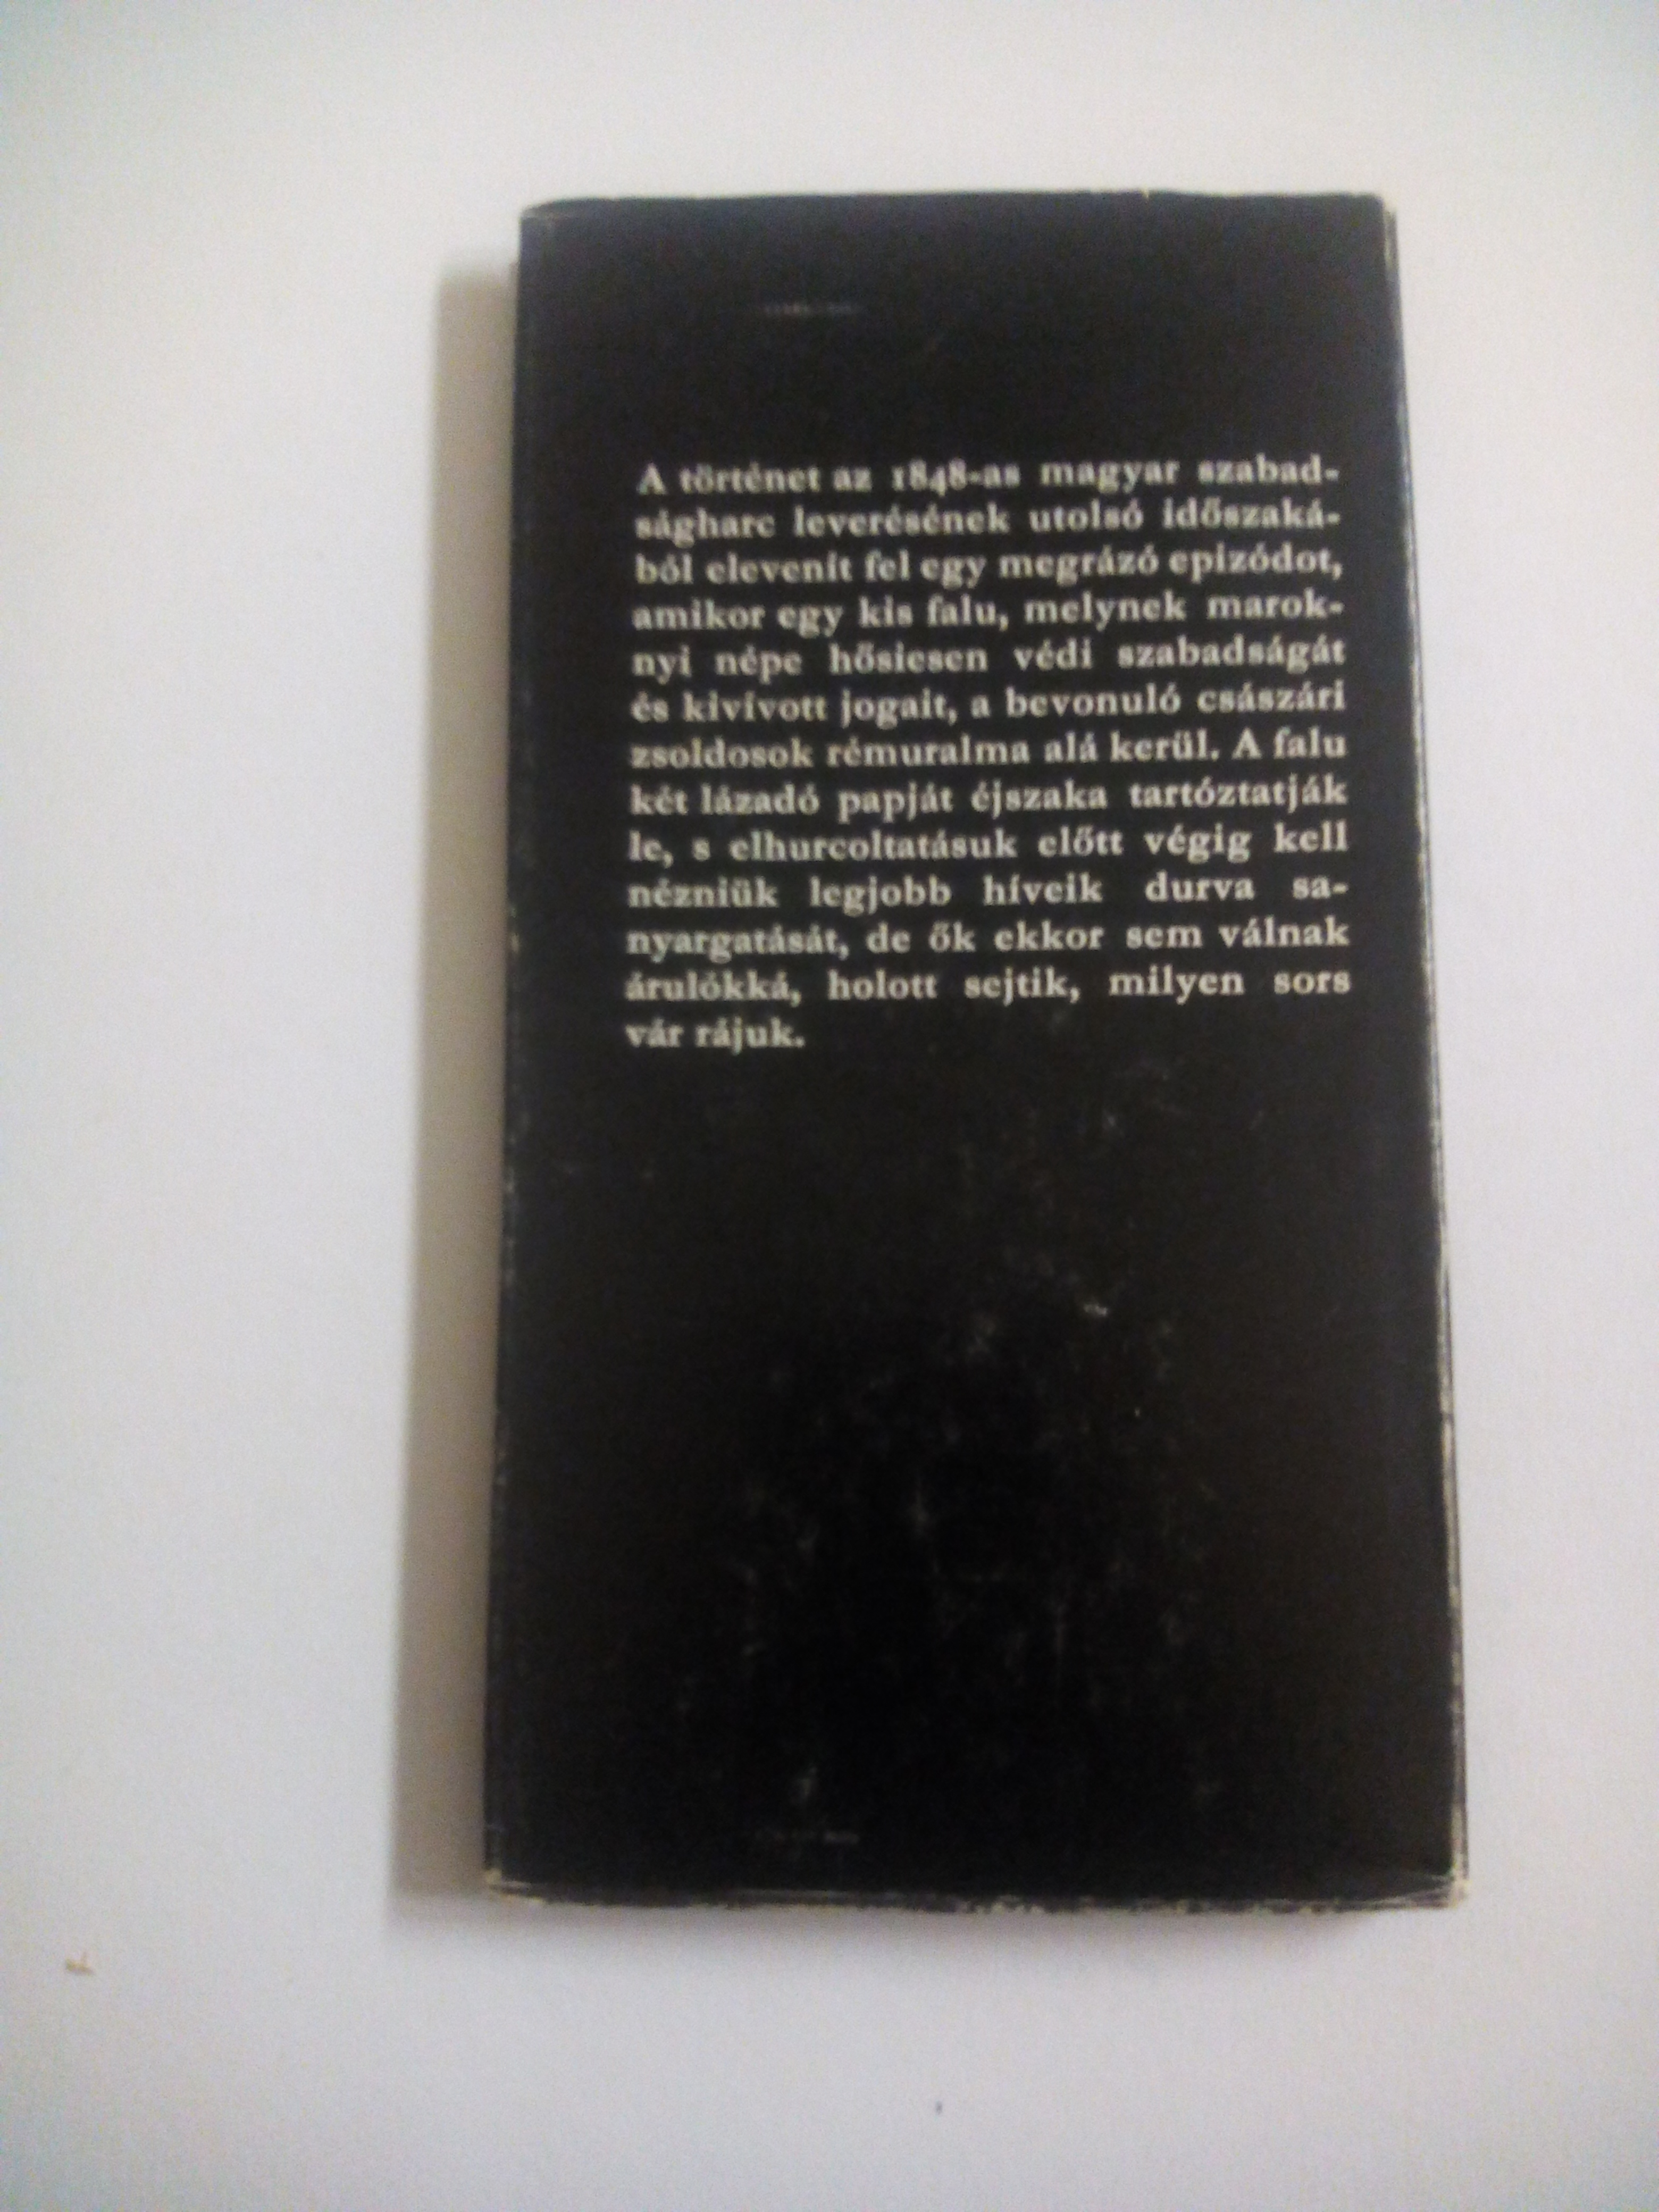 A történet az 1848-as magyar szabad-
ságharc leverésének utolsó időszaká-
ból elevenít fel egy megrázó epizódot,
amikor egy kis falu, melynek marok-
nyi népe hősiesen védi szabadságát
és kivívott jogait, a bevonuló császári
zsoldosok rémuralma alá kerül. A falu
két lázadó papját éjszaka tartóztatják
le, s elhurcoltatásuk előtt végig kell
nézniük legjobb híveik durva sa-
nyargatását, de ők ekkor sem válnak
árulókká, holott sejtik, milyen sors
vár rájuk.